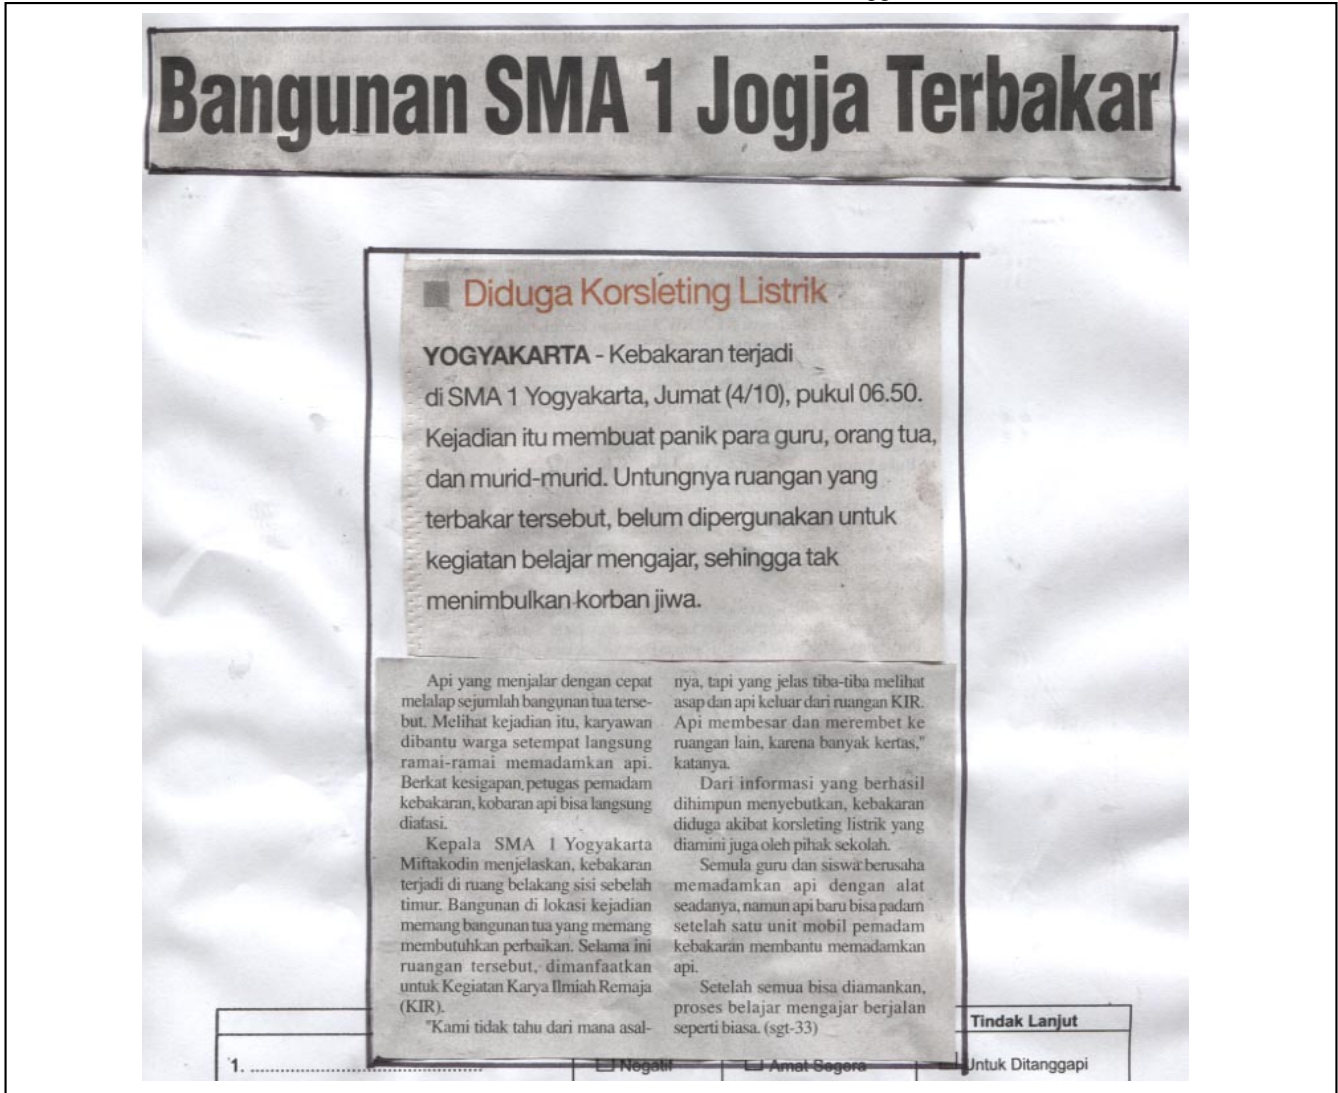 Bangunan SMA 1 Jogja Terbakar
Diduga Korsleting Listrik
YOGYAKARTA - Kebakaran terjadi
di SMA 1 Yogyakarta, Jumat (4/10), pukul 06.50.
Kejadian itu membuat panik para guru, orang tua,
dan murid-murid. Untungnya ruangan yang
terbakar tersebut, belum dipergunakan untuk
kegiatan belajar mengajar, sehingga tak
menimbulkan korban jiwa.
Api yang menjalar dengan cepat
melalap sejumlah bangunan tua terse-
but. Melihat kejadian itu, karyawan
dibantu warga setempat langsung
ramai-ramai memadamkan api.
Berkat kesigapan petugas pemadam
kebakaran, kobaran api bisa langsung
diatasi.
Kepala SMA 1 Yogyakarta
Miftakodin menjelaskan, kebakaran
terjadi di ruang belakang sisi sebelah
timur. Bangunan di lokasi kejadian
memang bangunan tua yang memang
membutuhkan perbaikan. Selama ini
ruangan tersebut, dimanfaatkan
untuk Kegiatan Karya Ilmiah Remaja
(KIR).
"Kami tidak tahu dari mana asal-
nya, tapi yang jelas tiba-tiba melihat
asap dan api keluar dari ruangan KIR.
Api membesar dan merembet ke
ruangan lain, karena banyak kertas,"
katanya.
Dari informasi yang berhasil
dihimpun menyebutkan, kebakaran
diduga akibat korsleting listrik yang
diamini juga oleh pihak sekolah.
Semula guru dan siswa berusaha
memadamkan api dengan alat
seadanya, namun api baru bisa padam
setelah satu unit mobil pemadam
kebakaran membantu memadamkan
api.
Setelah semua bisa diamankan,
proses belajar mengajar berjalan
seperti biasa. (sgt-33)
Tindak Lanjut
1. ..........................................
Negatif
Amat Segera
Untuk Ditanggapi